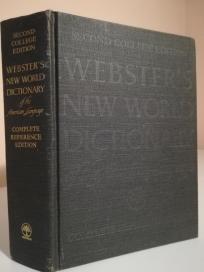 SECOND
COLLEGE
EDITION
WEBSTER'S
NEW WORLD
DICTIONARY
of the
American Language
COMPLETE
REFERENCE
EDITION
SECOND COLLEGE EDITION
WEBSTER'S
NEW WORLD
DICTIONARY